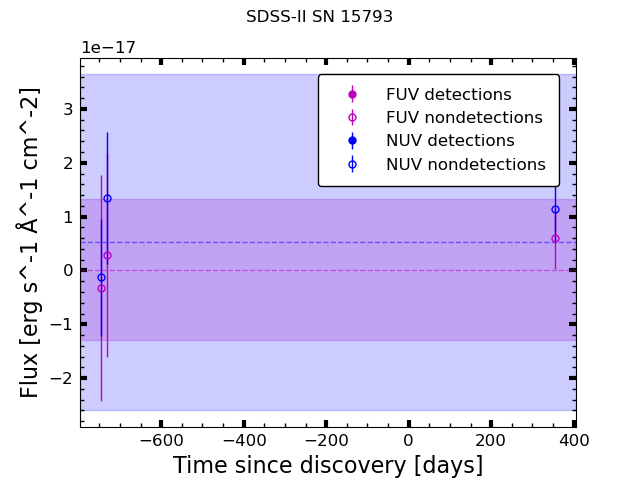 SDSS-II SN 15793
1e−17
FUV detections
FUV nondetections
NUV detections
NUV nondetections
3
2
1
0
−1
−2
Flux [erg s^-1 Å^-1 cm^-2]
−600 −400 −200 0 200 400
Time since discovery [days]